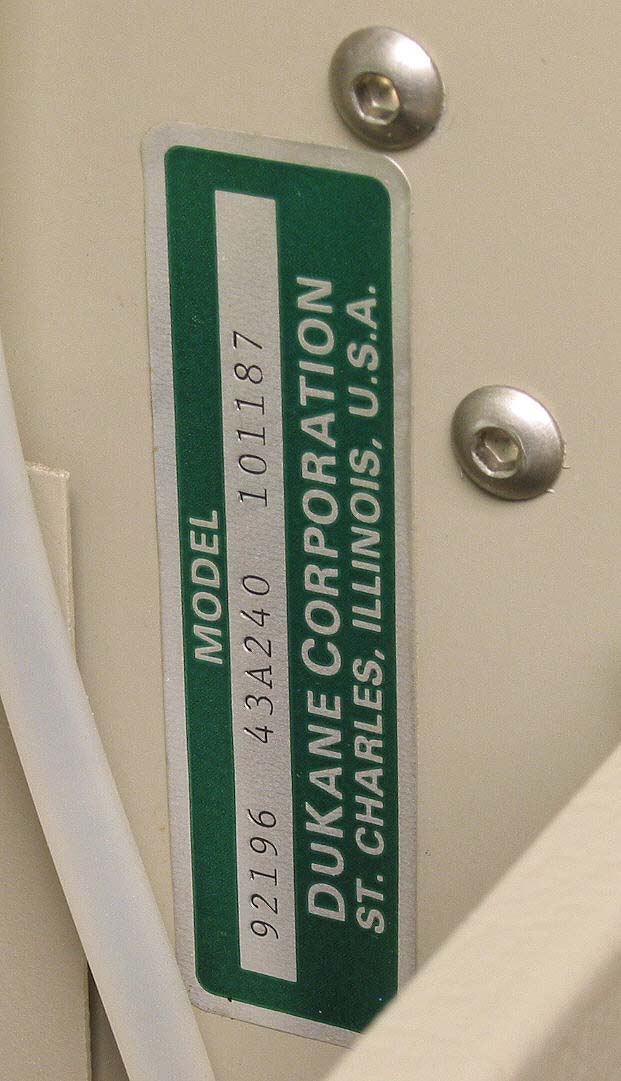 MODEL
92196 43A240 101187
DUKANE CORPORATION
ST. CHARLES, ILLINOIS, U.S.A.